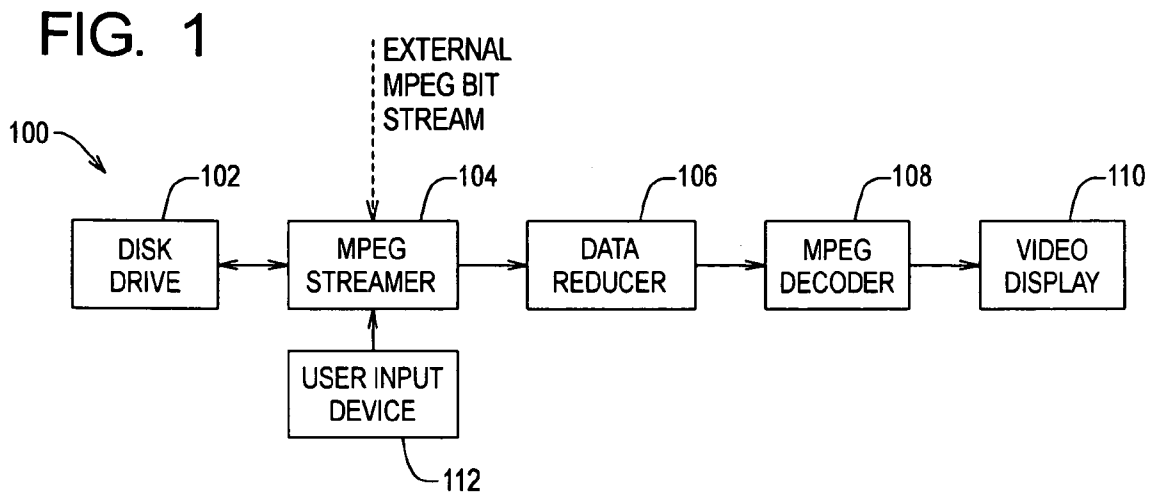 FIG. 1
EXTERNAL
MPEG BIT
STREAM
100
102
104
106
108
110
DISK
DRIVE
MPEG
STREAMER
DATA
REDUCER
MPEG
DECODER
VIDEO
DISPLAY
USER INPUT
DEVICE
112